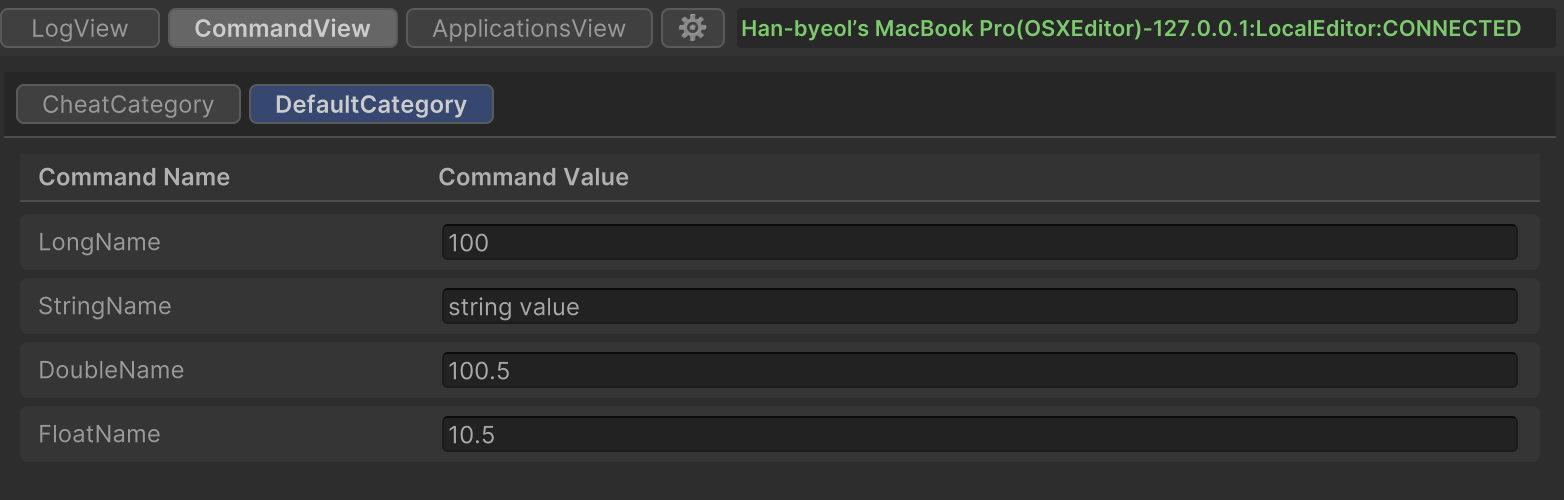 LogView CommandView ApplicationsView Han-byeol’s MacBook Pro(OSXEditor)-127.0.0.1:LocalEditor:CONNECTED
CheatCategory DefaultCategory
Command Name Command Value
LongName 100
StringName string value
DoubleName 100.5
FloatName 10.5